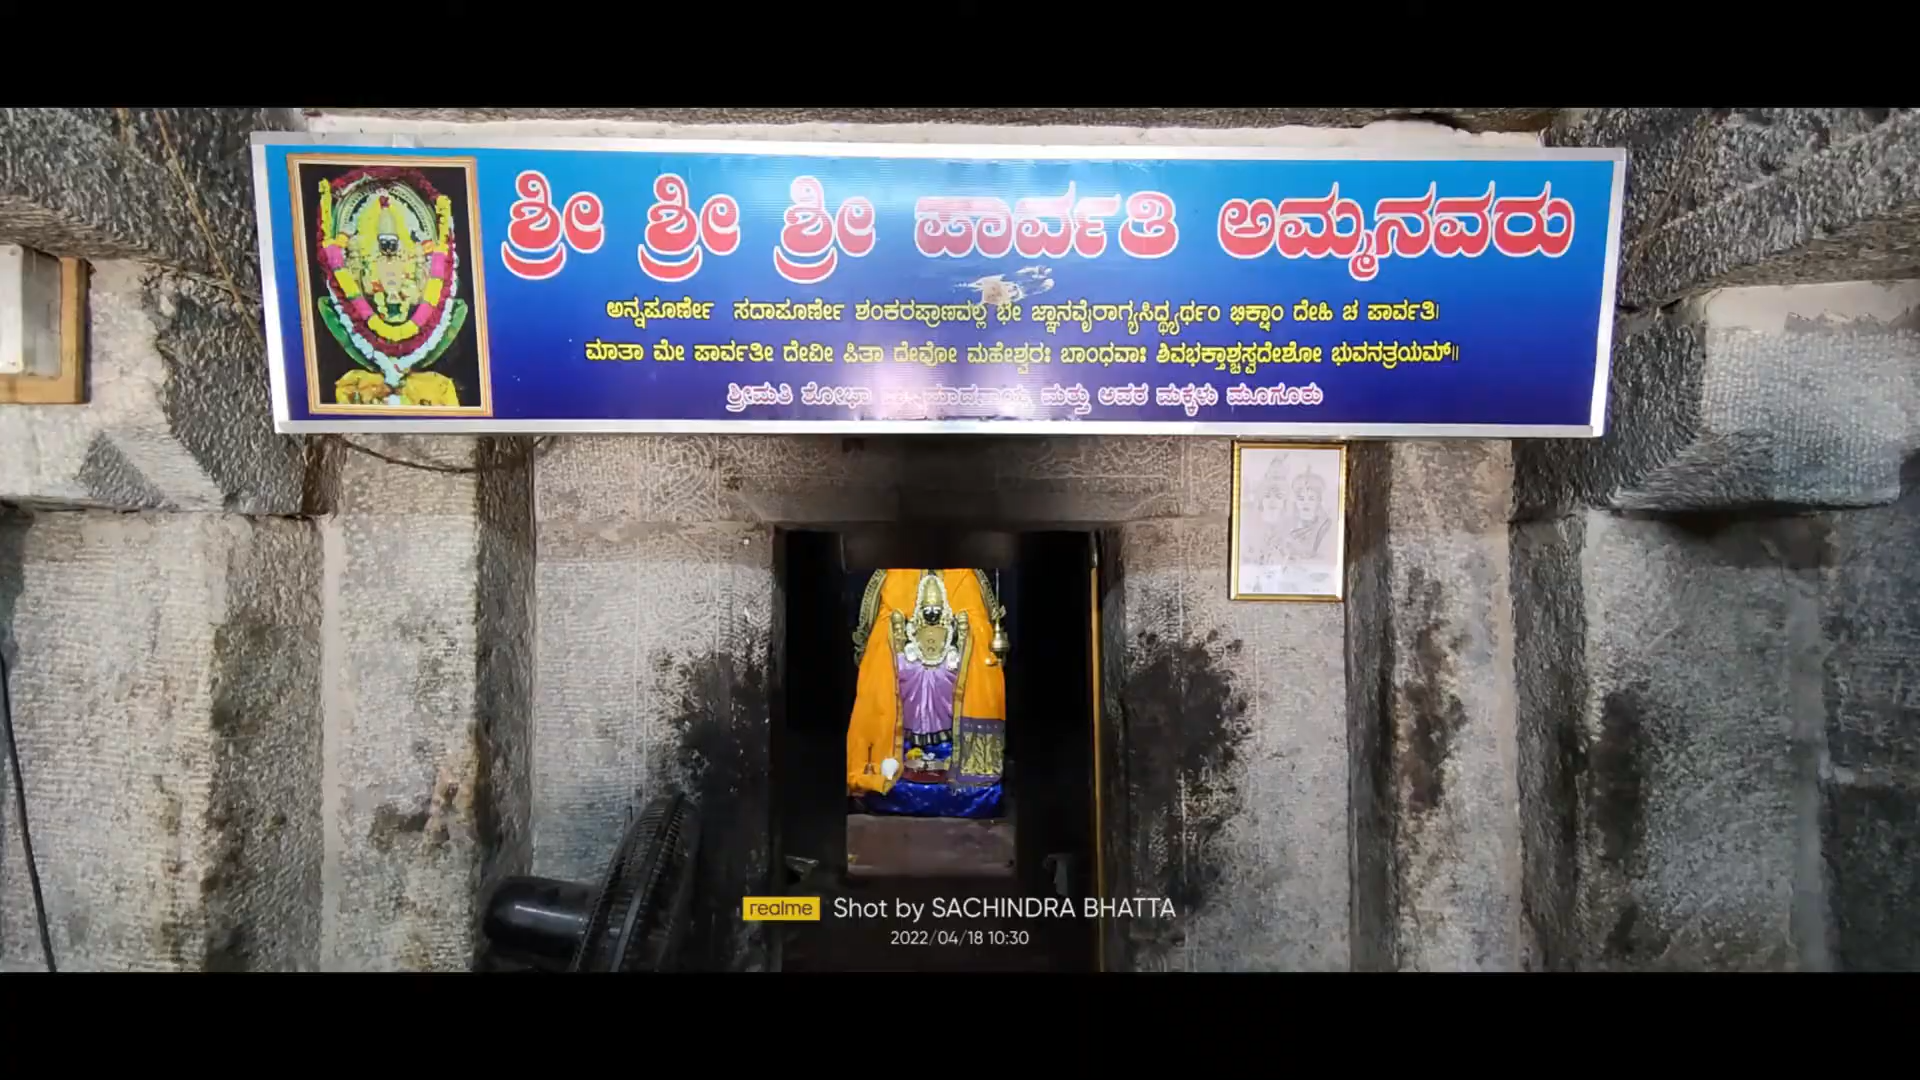 ಶ್ರೀ ಶ್ರೀ ಶ್ರೀ ಪಾರ್ವತಿ ಅಮ್ಮನವರು
ಅನ್ನಪೂರ್ಣೇ ಸದಾಪೂರ್ಣೇ ಶಂಕರಪ್ರಾಣವಲ್ಲಭೇ ಜ್ಞಾನವೈರಾಗ್ಯಸಿದ್ಧ್ಯರ್ಥಂ ಭಿಕ್ಷಾಂ ದೇಹಿ ಚ ಪಾರ್ವತಿ।
ಮಾತಾ ಮೇ ಪಾರ್ವತೀ ದೇವೀ ಪಿತಾ ದೇವೋ ಮಹೇಶ್ವರಃ ಬಾಂಧವಾಃ ಶಿವಭಕ್ತಾಶ್ಚಸ್ವದೇಶೋ ಭುವನತ್ರಯಮ್॥
ಶ್ರೀಮತಿ ಶೋಭಾ ಮತ್ತು ಅವರ ಮಕ್ಕಳು ಮೂಗೂರು
realme Shot by SACHINDRA BHATTA
2022/04/18 10:30